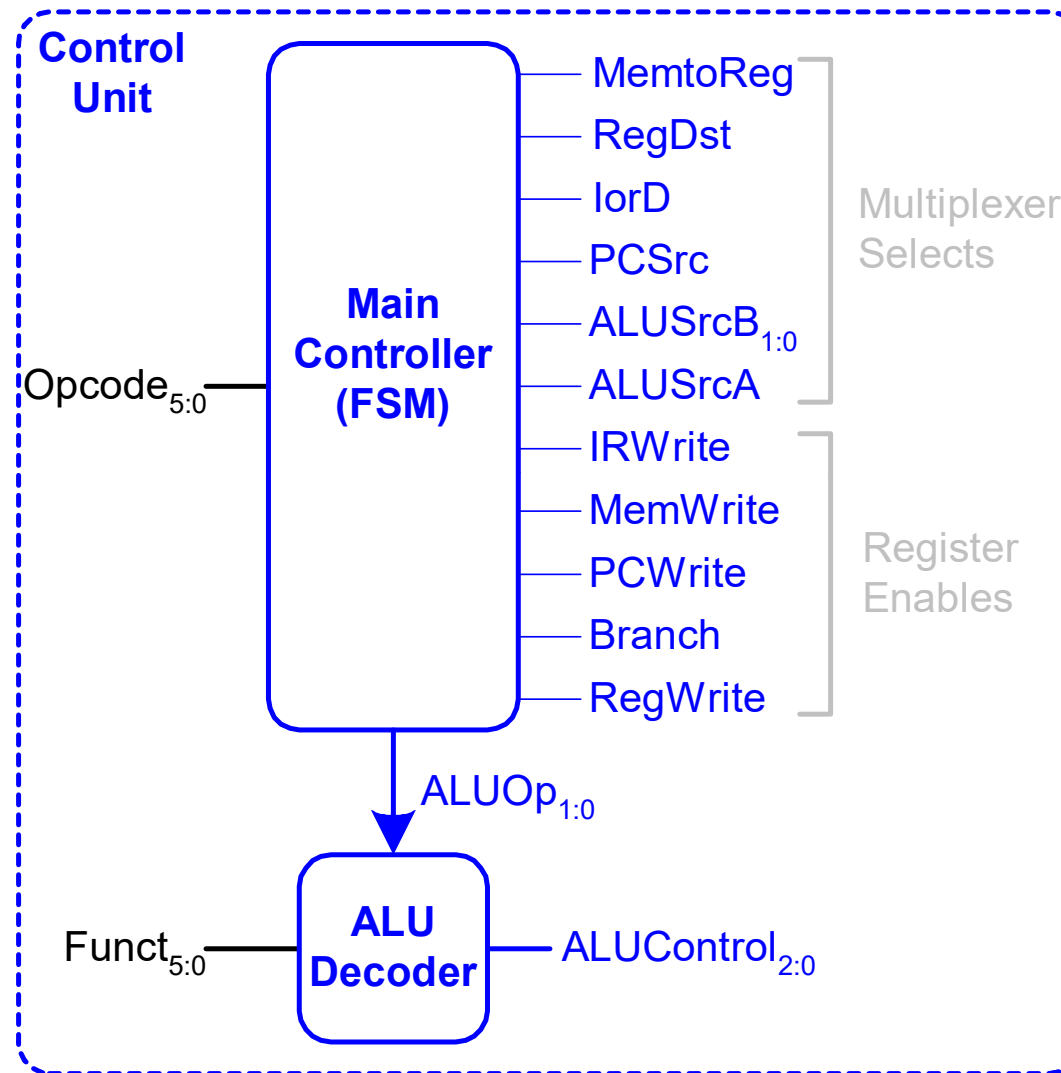 Control
Unit
Main
Controller
(FSM)
Opcode5:0
MemtoReg
RegDst
IorD
PCSrc
ALUSrcB1:0
ALUSrcA
Multiplexer
Selects
IRWrite
MemWrite
PCWrite
Branch
RegWrite
Register
Enables
ALUOp1:0
Funct5:0
ALU
Decoder
ALUControl2:0